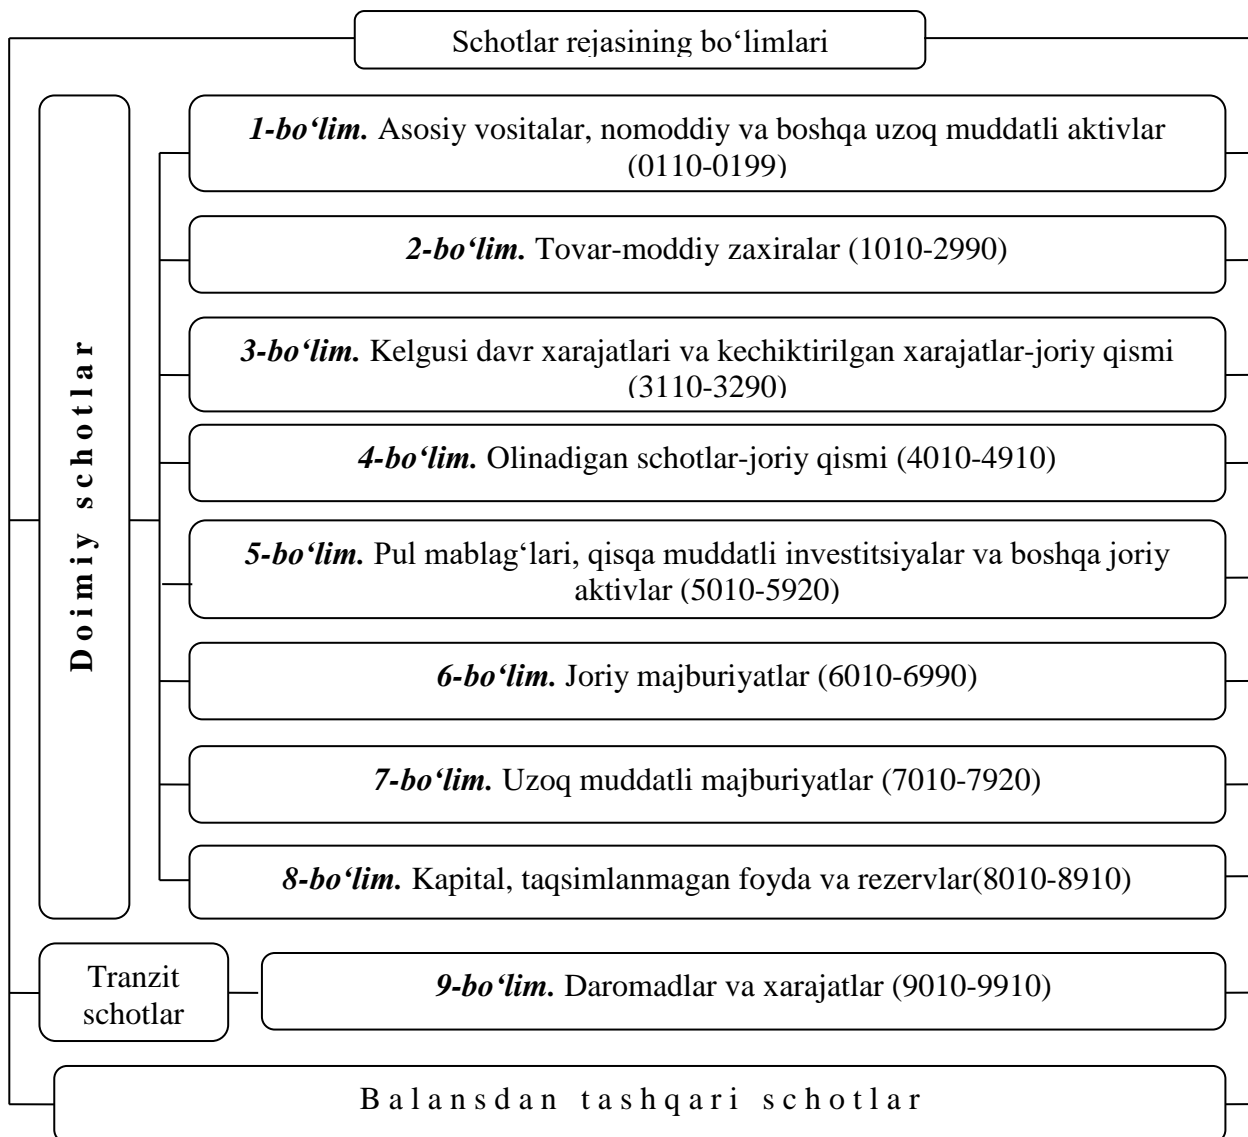 Schotlar rejasining bo‘limlari
Doimiy schotlar
1-bo‘lim. Asosiy vositalar, nomoddiy va boshqa uzoq muddatli aktivlar
(0110-0199)
2-bo‘lim. Tovar-moddiy zaxiralar (1010-2990)
3-bo‘lim. Kelgusi davr xarajatlari va kechiktirilgan xarajatlar-joriy qismi
(3110-3290)
4-bo‘lim. Olinadigan schotlar-joriy qismi (4010-4910)
5-bo‘lim. Pul mablag‘lari, qisqa muddatli investitsiyalar va boshqa joriy
aktivlar (5010-5920)
6-bo‘lim. Joriy majburiyatlar (6010-6990)
7-bo‘lim. Uzoq muddatli majburiyatlar (7010-7920)
8-bo‘lim. Kapital, taqsimlanmagan foyda va rezervlar(8010-8910)
Tranzit
schotlar
9-bo‘lim. Daromadlar va xarajatlar (9010-9910)
Balansdan tashqari schotlar